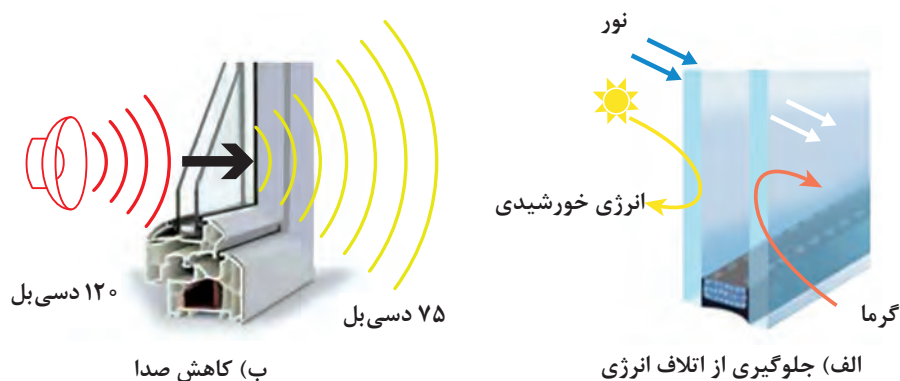 نور
انرژی خورشیدی
گرما
الف) جلوگیری از اتلاف انرژی
۱۲۰ دسی‌بل
۷۵ دسی‌بل
ب) کاهش صدا